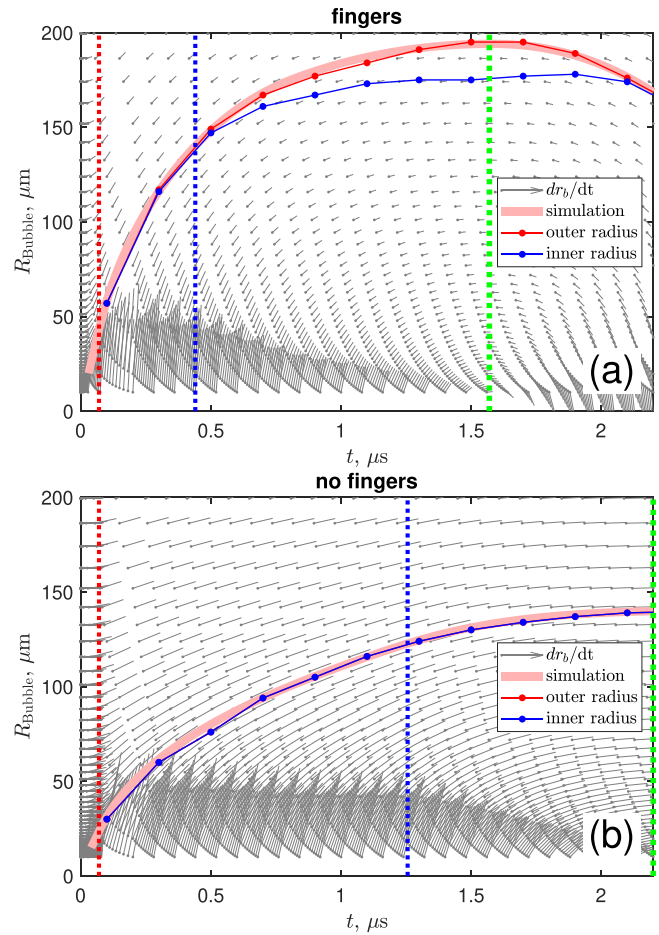 fingers
200
150
100
50
0
R_Bubble, μm
0 0.5 1 1.5 2
t, μs
dr_b/dt
simulation
outer radius
inner radius
(a)
no fingers
200
150
100
50
0
R_Bubble, μm
0 0.5 1 1.5 2
t, μs
dr_b/dt
simulation
outer radius
inner radius
(b)